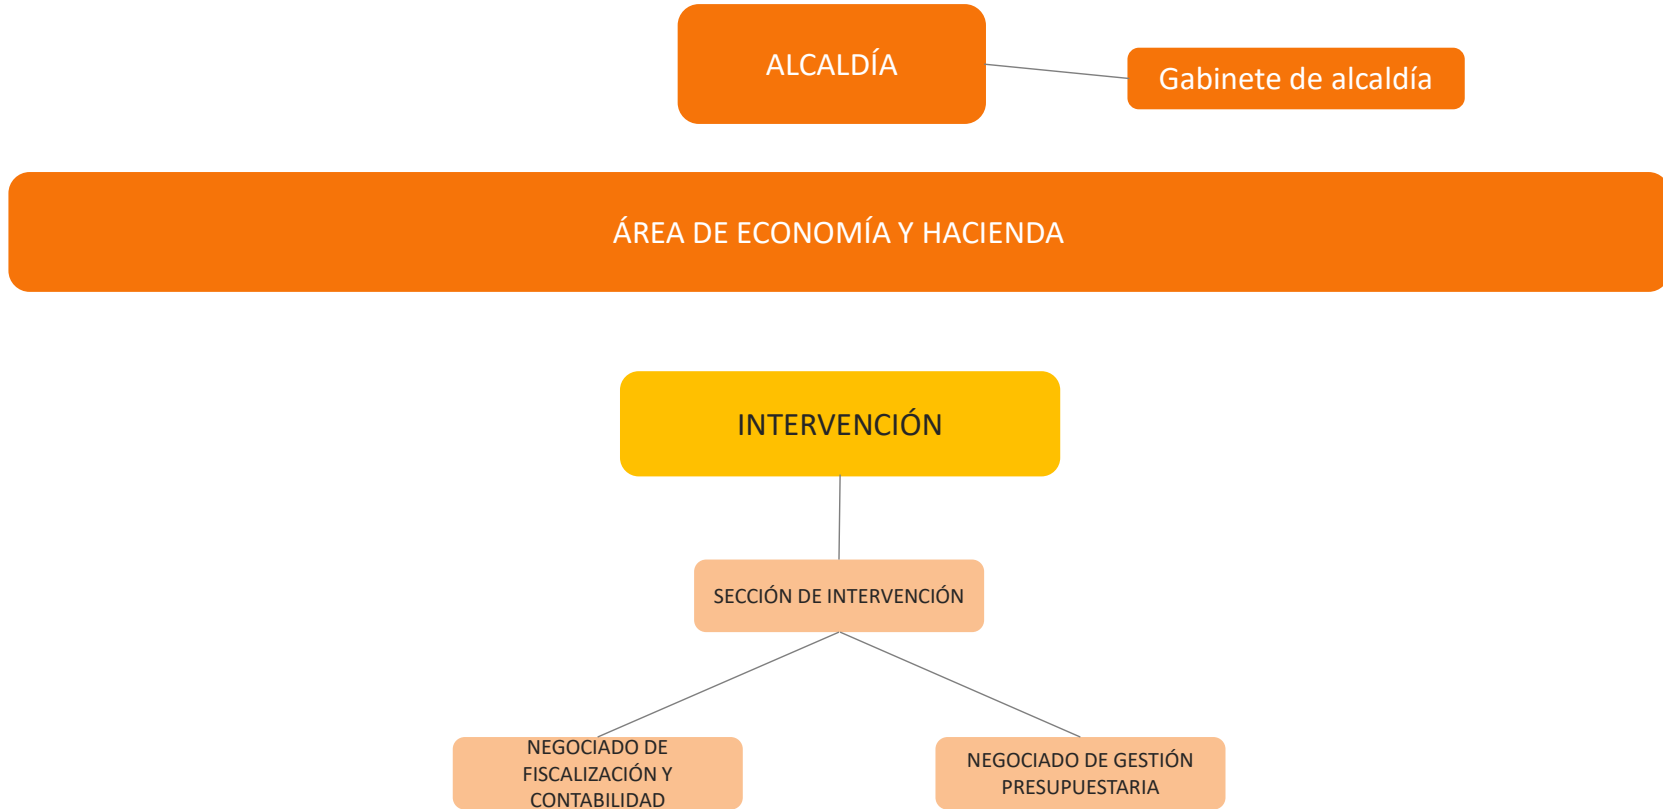 ALCALDÍA
Gabinete de alcaldía
ÁREA DE ECONOMÍA Y HACIENDA
INTERVENCIÓN
SECCIÓN DE INTERVENCIÓN
NEGOCIADO DE
FISCALIZACIÓN Y
CONTABILIDAD
NEGOCIADO DE GESTIÓN
PRESUPUESTARIA